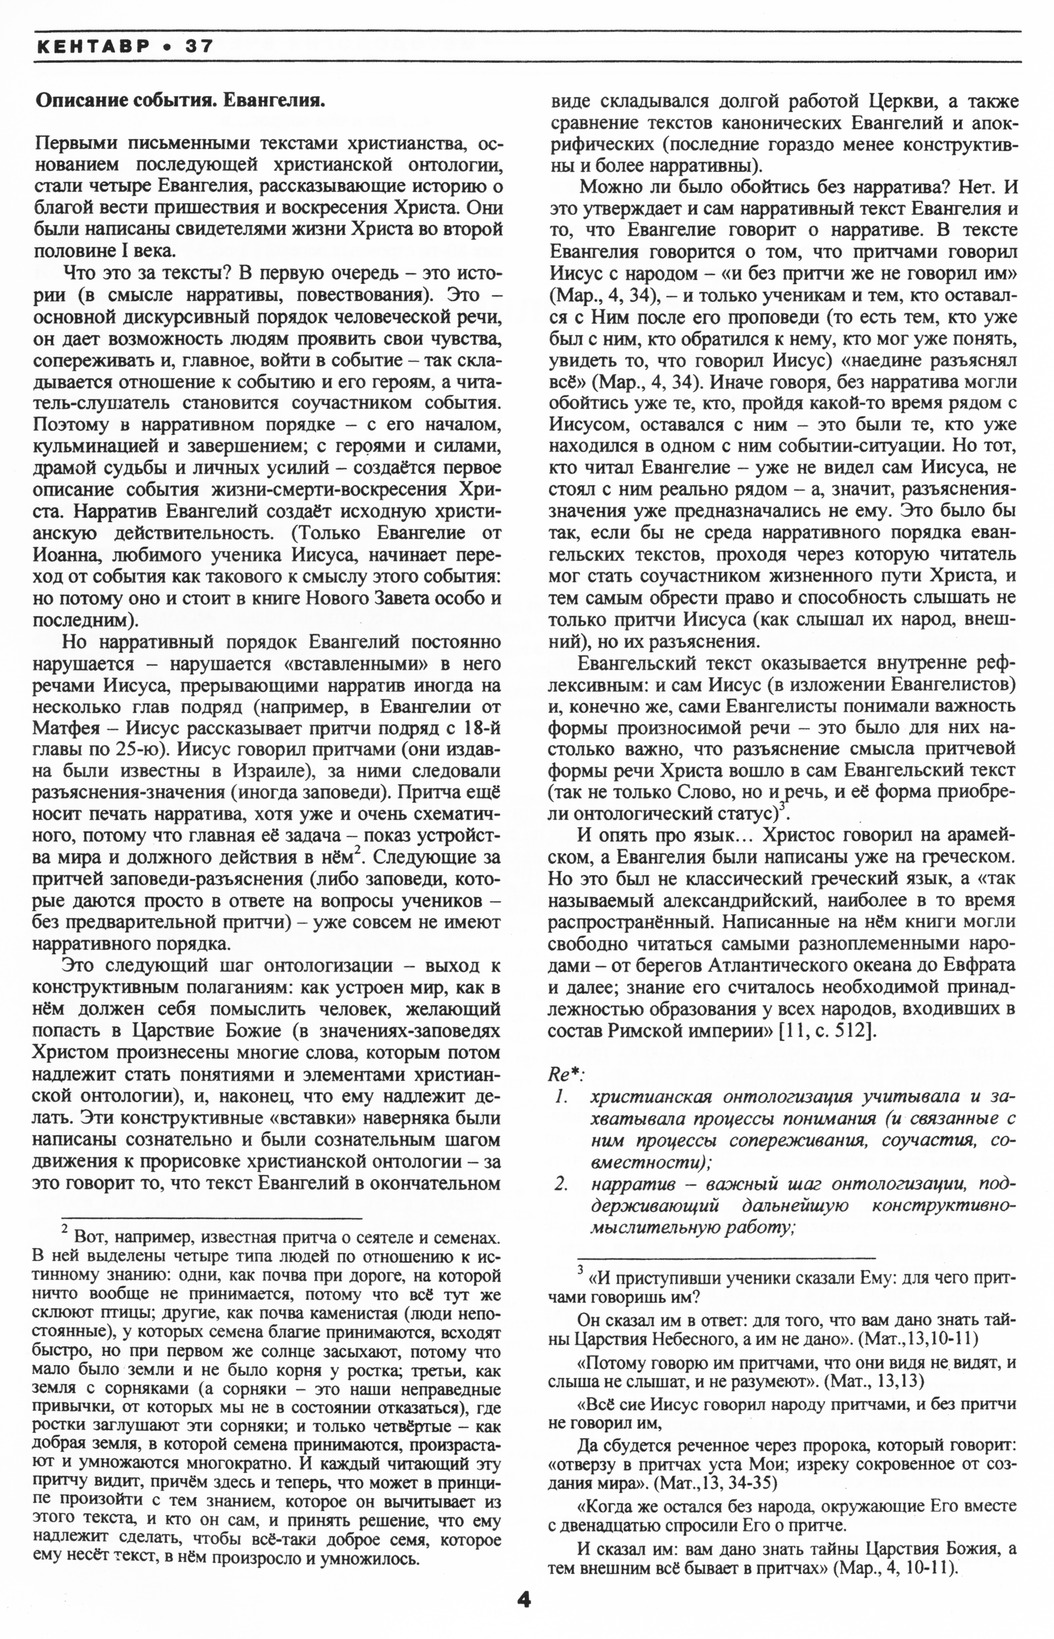 КЕНТАВР • 37
Описание события. Евангелия.
Первыми письменными текстами христианства, ос-
нованием последующей христианской онтологии,
стали четыре Евангелия, рассказывающие историю о
благой вести пришествия и воскресения Христа. Они
были написаны свидетелями жизни Христа во второй
половине I века.
Что это за тексты? В первую очередь – это исто-
рии (в смысле нарративы, повествования). Это –
основной дискурсивный порядок человеческой речи,
он дает возможность людям проявить свои чувства,
сопереживать и, главное, войти в событие – так скла-
дывается отношение к событию и его героям, а чита-
тель-слушатель становится соучастником события.
Поэтому в нарративном порядке – с его началом,
кульминацией и завершением; с героями и силами,
драмой судьбы и личных усилий – создаётся первое
описание события жизни-смерти-воскресения Хри-
ста. Нарратив Евангелий создаёт исходную христи-
анскую действительность. (Только Евангелие от
Иоанна, любимого ученика Иисуса, начинает пере-
ход от события как такового к смыслу этого события:
но потому оно и стоит в книге Нового Завета особо и
последним).
Но нарративный порядок Евангелий постоянно
нарушается – нарушается «вставленными» в него
речами Иисуса, прерывающими нарратив иногда на
несколько глав подряд (например, в Евангелии от
Матфея – Иисус рассказывает притчи подряд с 18-й
главы по 25-ю). Иисус говорил притчами (они издав-
на были известны в Израиле), за ними следовали
разъяснения-значения (иногда заповеди). Притча ещё
носит печать нарратива, хотя уже и очень схематич-
ного, потому что главная её задача – показ устройст-
ва мира и должного действия в нём2. Следующие за
притчей заповеди-разъяснения (либо заповеди, кото-
рые даются просто в ответе на вопросы учеников –
без предварительной притчи) – уже совсем не имеют
нарративного порядка.
Это следующий шаг онтологизации – выход к
конструктивным полаганиям: как устроен мир, как в
нём должен себя помыслить человек, желающий
попасть в Царствие Божие (в значениях-заповедях
Христом произнесены многие слова, которым потом
надлежит стать понятиями и элементами христиан-
ской онтологии), и, наконец, что ему надлежит де-
лать. Эти конструктивные «вставки» наверняка были
написаны сознательно и были сознательным шагом
движения к прорисовке христианской онтологии – за
это говорит то, что текст Евангелий в окончательном
2 Вот, например, известная притча о сеятеле и семенах.
В ней выделены четыре типа людей по отношению к ис-
тинному знанию: одни, как почва при дороге, на которой
ничто вообще не принимается, потому что всё тут же
склюют птицы; другие, как почва каменистая (люди непо-
стоянные), у которых семена благие принимаются, всходят
быстро, но при первом же солнце засыхают, потому что
мало было земли и не было корня у ростка; третьи, как
земля с сорняками (а сорняки – это наши неправедные
привычки, от которых мы не в состоянии отказаться), где
ростки заглушают эти сорняки; и только четвёртые – как
добрая земля, в которой семена принимаются, произраста-
ют и умножаются многократно. И каждый читающий эту
притчу видит, причём здесь и теперь, что может в принци-
пе произойти с тем знанием, которое он вычитывает из
этого текста, и кто он сам, и принять решение, что ему
надлежит сделать, чтобы всё-таки доброе семя, которое
ему несёт текст, в нём произросло и умножилось.
виде складывался долгой работой Церкви, а также
сравнение текстов канонических Евангелий и апок-
рифических (последние гораздо менее конструктив-
ны и более нарративны).
Можно ли было обойтись без нарратива? Нет. И
это утверждает и сам нарративный текст Евангелия и
то, что Евангелие говорит о нарративе. В тексте
Евангелия говорится о том, что притчами говорил
Иисус с народом – «и без притчи же не говорил им»
(Мар., 4, 34), – и только ученикам и тем, кто оставал-
ся с Ним после его проповеди (то есть тем, кто уже
был с ним, кто обратился к нему, кто мог уже понять,
увидеть то, что говорил Иисус) «наедине разъяснял
всё» (Мар., 4, 34). Иначе говоря, без нарратива могли
обойтись уже те, кто, пройдя какой-то время рядом с
Иисусом, оставался с ним – это были те, кто уже
находился в одном с ним событии-ситуации. Но тот,
кто читал Евангелие – уже не видел сам Иисуса, не
стоял с ним реально рядом – а, значит, разъяснения-
значения уже предназначались не ему. Это было бы
так, если бы не среда нарративного порядка еван-
гельских текстов, проходя через которую читатель
мог стать соучастником жизненного пути Христа, и
тем самым обрести право и способность слышать не
только притчи Иисуса (как слышал их народ, внеш-
ний), но их разъяснения.
Евангельский текст оказывается внутренне реф-
лексивным: и сам Иисус (в изложении Евангелистов)
и, конечно же, сами Евангелисты понимали важность
формы произносимой речи – это было для них на-
столько важно, что разъяснение смысла притчевой
формы речи Христа вошло в сам Евангельский текст
(так не только Слово, но и речь, и её форма приобре-
ли онтологический статус)3.
И опять про язык... Христос говорил на арамей-
ском, а Евангелия были написаны уже на греческом.
Но это был не классический греческий язык, а «так
называемый александрийский, наиболее в то время
распространённый. Написанные на нём книги могли
свободно читаться самыми разноплеменными наро-
дами – от берегов Атлантического океана до Евфрата
и далее; знание его считалось необходимой принад-
лежностью образования у всех народов, входивших в
состав Римской империи» [11, с. 512].
Re*:
1. христианская онтологизация учитывала и за-
хватывала процессы понимания (и связанные с
ним процессы сопереживания, соучастия, со-
вместности);
2. нарратив – важный шаг онтологизации, под-
держивающий дальнейшую конструктивно-
мыслительную работу;
3 «И приступивши ученики сказали Ему: для чего прит-
чами говоришь им?
Он сказал им в ответ: для того, что вам дано знать тай-
ны Царствия Небесного, а им не дано». (Мат.,13,10-11)
«Потому говорю им притчами, что они видя не видят, и
слыша не слышат, и не разумеют». (Мат., 13,13)
«Всё сие Иисус говорил народу притчами, и без притчи
не говорил им,
Да сбудется реченное через пророка, который говорит:
«отверзу в притчах уста Мои; изреку сокровенное от соз-
дания мира». (Мат.,13, 34-35)
«Когда же остался без народа, окружающие Его вместе
с двенадцатью спросили Его о притче.
И сказал им: вам дано знать тайны Царствия Божия, а
тем внешним всё бывает в притчах» (Мар., 4, 10-11).
4